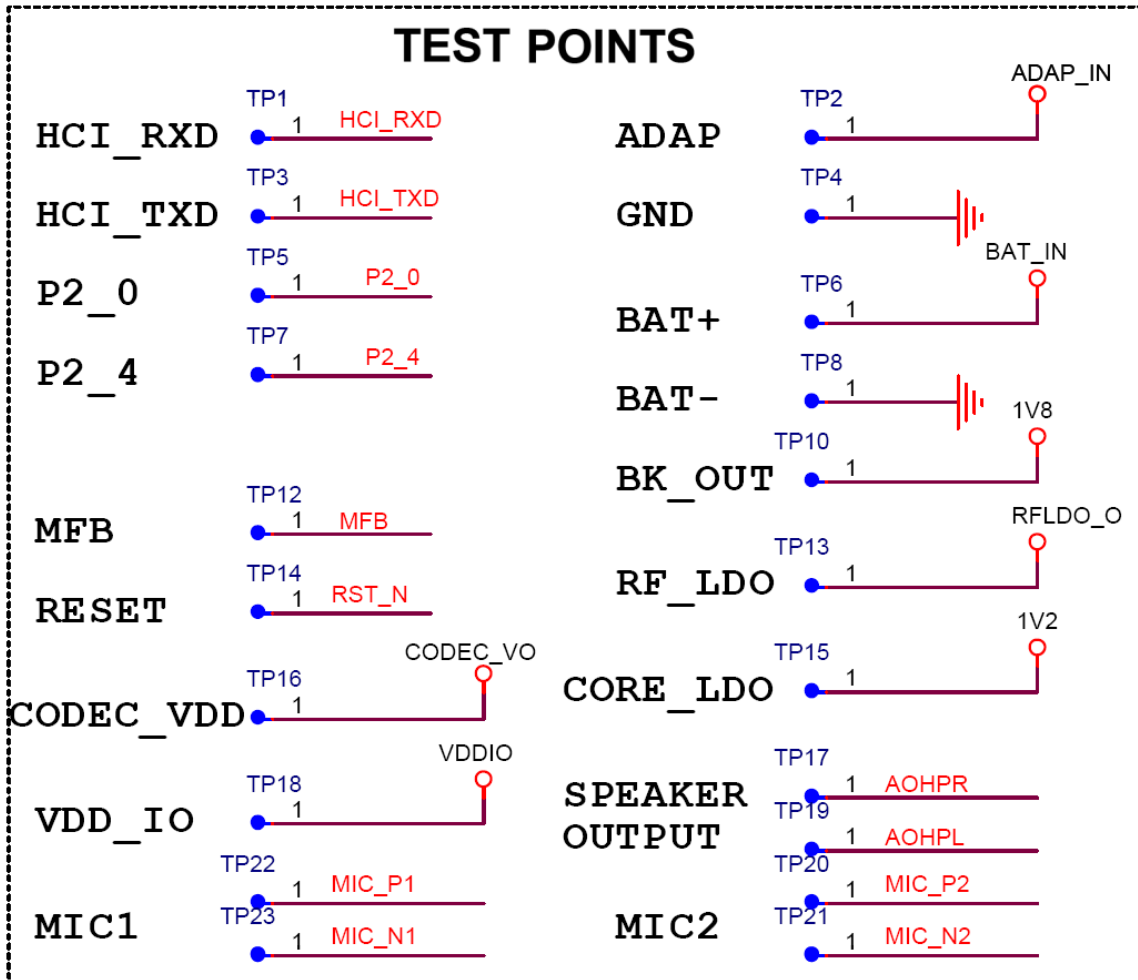 TEST POINTS
HCI_RXD TP1 1 HCI_RXD
HCI_TXD TP3 1 HCI_TXD
P2_0 TP5 1 P2_0
P2_4 TP7 1 P2_4
MFB TP12 1 MFB
RESET TP14 1 RST_N
CODEC_VDD TP16 1 CODEC_VO
VDD_IO TP18 1 VDDIO
MIC1 TP22 1 MIC_P1
TP23 1 MIC_N1
ADAP TP2 1 ADAP_IN
GND TP4 1
BAT+ TP6 1 BAT_IN
BAT- TP8 1
BK_OUT TP10 1 1V8
RF_LDO TP13 1 RFLDO_O
CORE_LDO TP15 1 1V2
SPEAKER TP17 1 AOHPR
OUTPUT TP19 1 AOHPL
MIC2 TP20 1 MIC_P2
TP21 1 MIC_N2